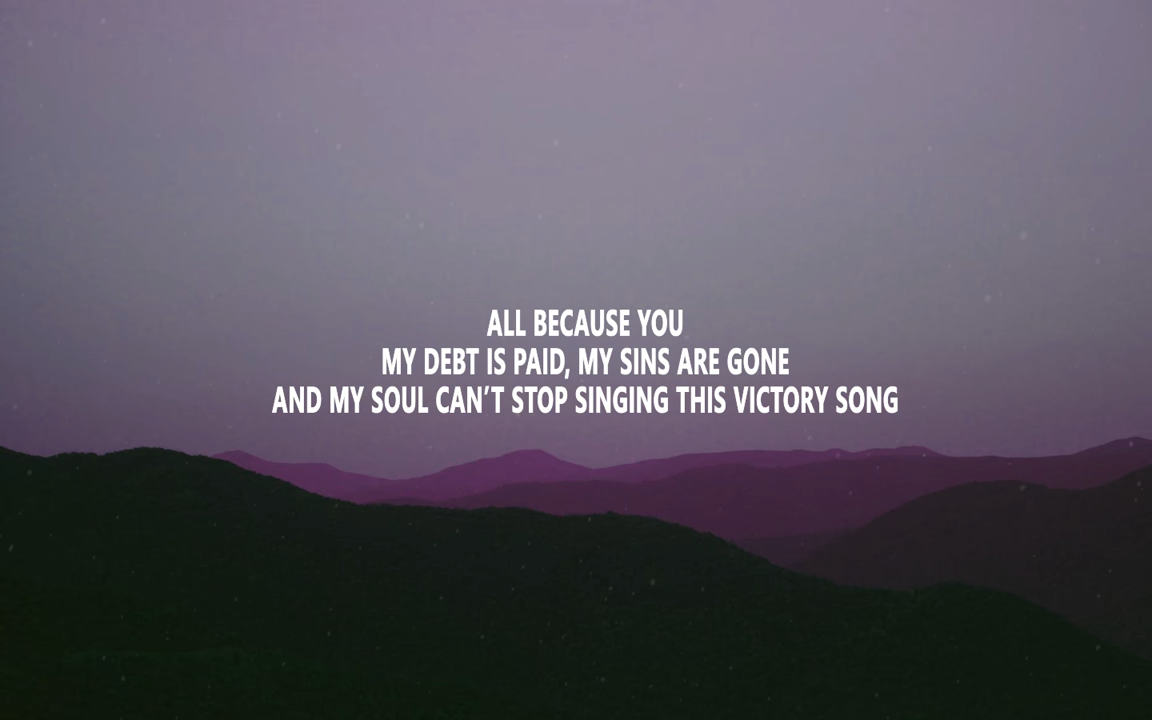 ALL BECAUSE YOU
MY DEBT IS PAID, MY SINS ARE GONE
AND MY SOUL CAN’T STOP SINGING THIS VICTORY SONG